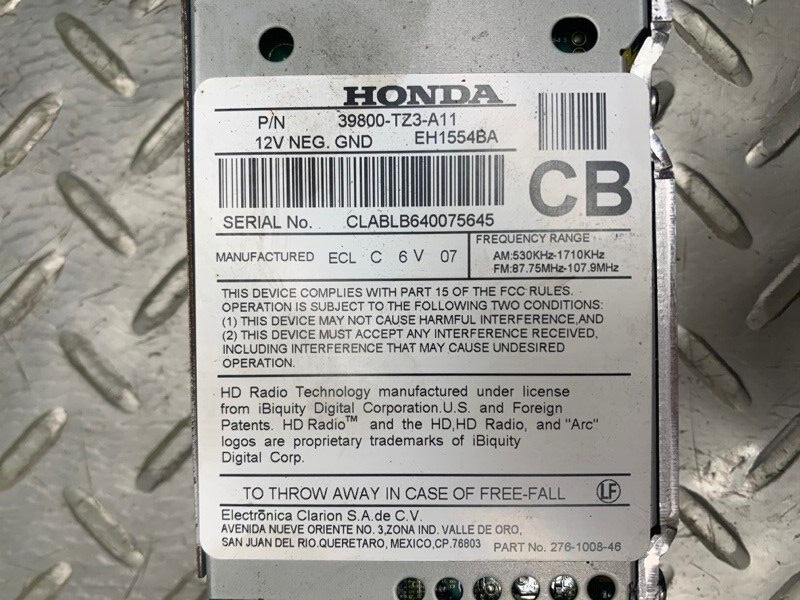 HONDA
P/N 39800-TZ3-A11
12V NEG. GND EH1554BA
CB
SERIAL No. CLABLB640075645
MANUFACTURED ECL C 6 V 07
FREQUENCY RANGE
AM:530KHz-1710KHz
FM:87.75MHz-107.9MHz
THIS DEVICE COMPLIES WITH PART 15 OF THE FCC RULES.
OPERATION IS SUBJECT TO THE FOLLOWING TWO CONDITIONS:
(1) THIS DEVICE MAY NOT CAUSE HARMFUL INTERFERENCE,AND
(2) THIS DEVICE MUST ACCEPT ANY INTERFERENCE RECEIVED,
INCLUDING INTERFERENCE THAT MAY CAUSE UNDESIRED
OPERATION.
HD Radio Technology manufactured under license
from iBiquity Digital Corporation.U.S. and Foreign
Patents. HD Radio™ and the HD,HD Radio, and "Arc"
logos are proprietary trademarks of iBiquity
Digital Corp.
TO THROW AWAY IN CASE OF FREE-FALL LF
Electrōnica Clarion S.A.de C.V.
AVENIDA NUEVE ORIENTE NO. 3,ZONA IND. VALLE DE ORO,
SAN JUAN DEL RIO.QUERETARO, MEXICO,CP.76803
PART No. 276-1008-46